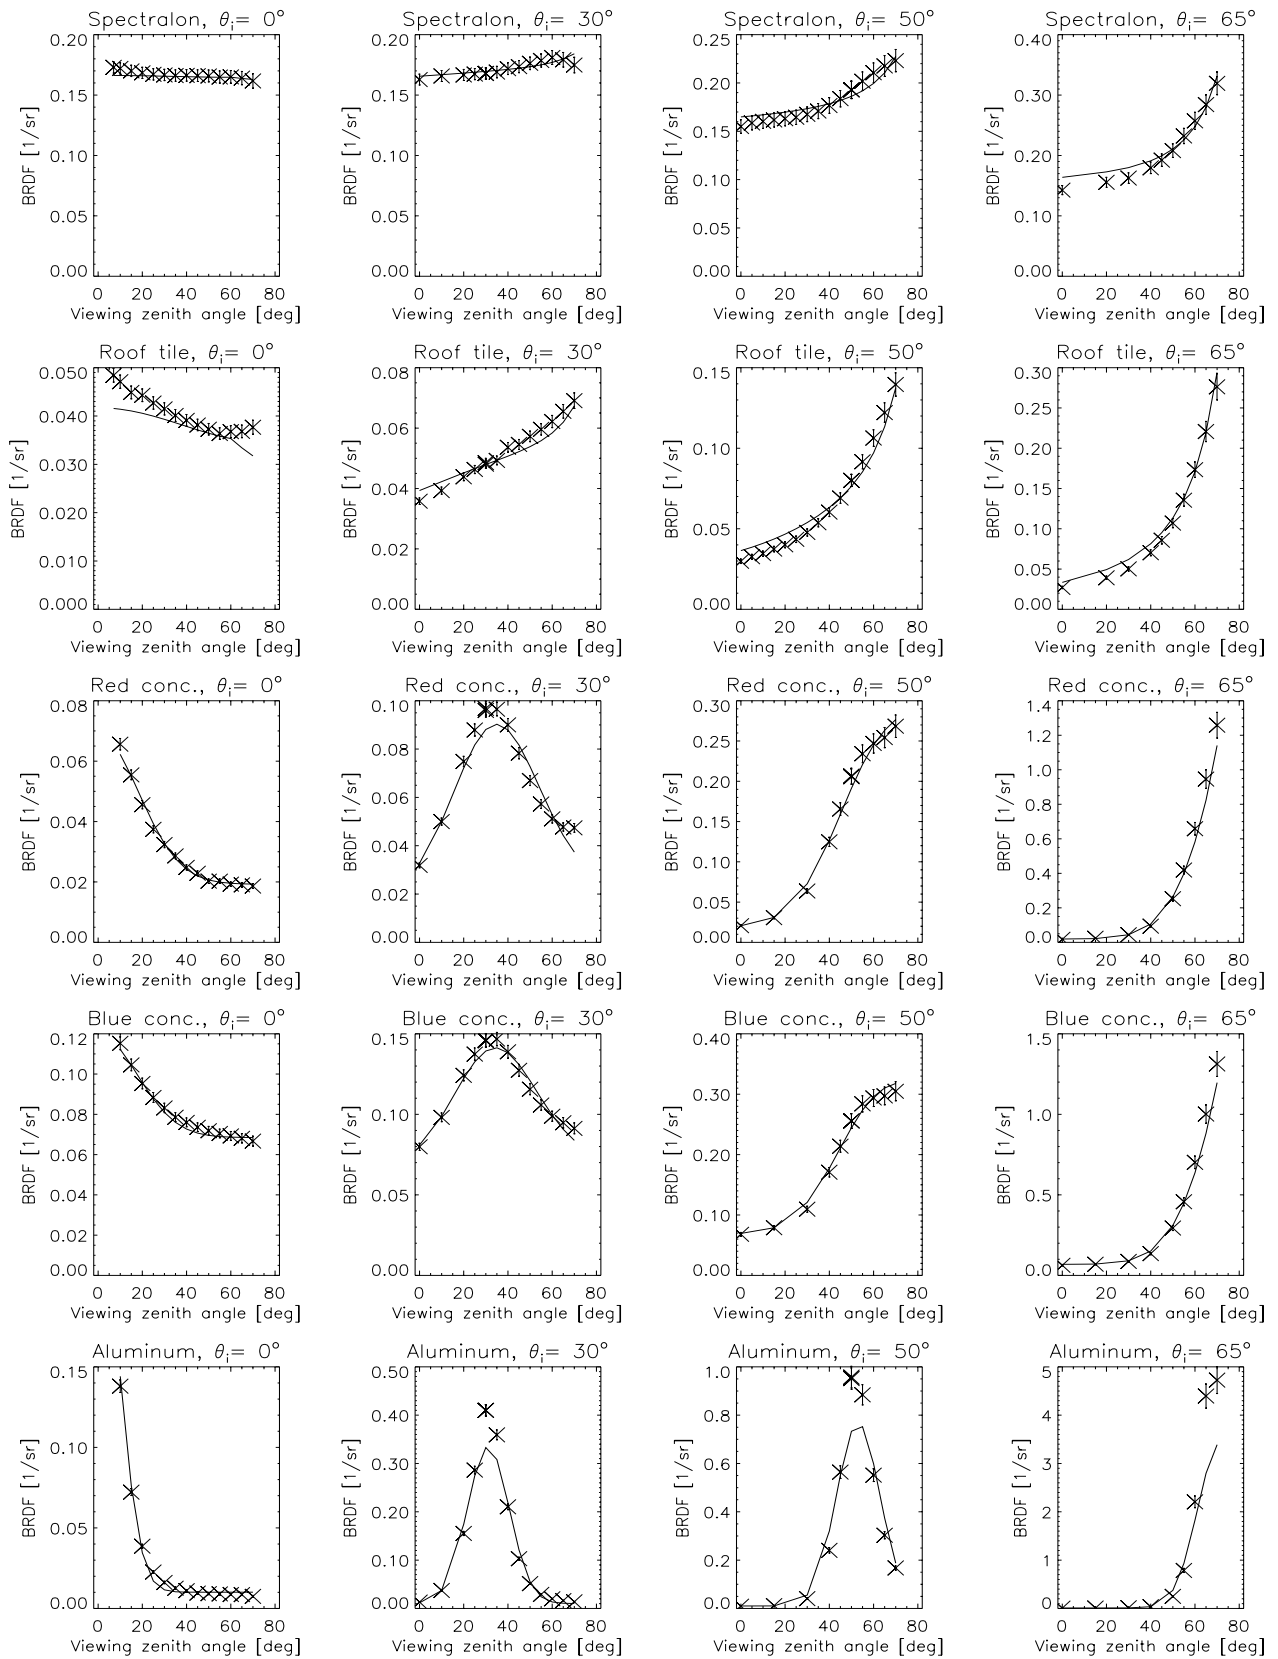 Spectralon, θi= 0°
BRDF [1/sr]
0.20
0.15
0.10
0.05
0.00
0 20 40 60 80
Viewing zenith angle [deg]
Spectralon, θi= 30°
BRDF [1/sr]
0.20
0.15
0.10
0.05
0.00
0 20 40 60 80
Viewing zenith angle [deg]
Spectralon, θi= 50°
BRDF [1/sr]
0.25
0.20
0.15
0.10
0.05
0.00
0 20 40 60 80
Viewing zenith angle [deg]
Spectralon, θi= 65°
BRDF [1/sr]
0.40
0.30
0.20
0.10
0.00
0 20 40 60 80
Viewing zenith angle [deg]
Roof tile, θi= 0°
BRDF [1/sr]
0.050
0.040
0.030
0.020
0.010
0.000
0 20 40 60 80
Viewing zenith angle [deg]
Roof tile, θi= 30°
BRDF [1/sr]
0.08
0.06
0.04
0.02
0.00
0 20 40 60 80
Viewing zenith angle [deg]
Roof tile, θi= 50°
BRDF [1/sr]
0.15
0.10
0.05
0.00
0 20 40 60 80
Viewing zenith angle [deg]
Roof tile, θi= 65°
BRDF [1/sr]
0.30
0.25
0.20
0.15
0.10
0.05
0.00
0 20 40 60 80
Viewing zenith angle [deg]
Red conc., θi= 0°
BRDF [1/sr]
0.08
0.06
0.04
0.02
0.00
0 20 40 60 80
Viewing zenith angle [deg]
Red conc., θi= 30°
BRDF [1/sr]
0.10
0.08
0.06
0.04
0.02
0.00
0 20 40 60 80
Viewing zenith angle [deg]
Red conc., θi= 50°
BRDF [1/sr]
0.30
0.25
0.20
0.15
0.10
0.05
0.00
0 20 40 60 80
Viewing zenith angle [deg]
Red conc., θi= 65°
BRDF [1/sr]
1.4
1.2
1.0
0.8
0.6
0.4
0.2
0.0
0 20 40 60 80
Viewing zenith angle [deg]
Blue conc., θi= 0°
BRDF [1/sr]
0.12
0.10
0.08
0.06
0.04
0.02
0.00
0 20 40 60 80
Viewing zenith angle [deg]
Blue conc., θi= 30°
BRDF [1/sr]
0.15
0.10
0.05
0.00
0 20 40 60 80
Viewing zenith angle [deg]
Blue conc., θi= 50°
BRDF [1/sr]
0.40
0.30
0.20
0.10
0.00
0 20 40 60 80
Viewing zenith angle [deg]
Blue conc., θi= 65°
BRDF [1/sr]
1.5
1.0
0.5
0.0
0 20 40 60 80
Viewing zenith angle [deg]
Aluminum, θi= 0°
BRDF [1/sr]
0.15
0.10
0.05
0.00
0 20 40 60 80
Viewing zenith angle [deg]
Aluminum, θi= 30°
BRDF [1/sr]
0.50
0.40
0.30
0.20
0.10
0.00
0 20 40 60 80
Viewing zenith angle [deg]
Aluminum, θi= 50°
BRDF [1/sr]
1.0
0.8
0.6
0.4
0.2
0.0
0 20 40 60 80
Viewing zenith angle [deg]
Aluminum, θi= 65°
BRDF [1/sr]
5
4
3
2
1
0
0 20 40 60 80
Viewing zenith angle [deg]